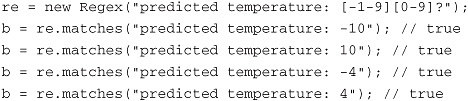 re = new Regex("predicted temperature: [-1-9][0-9]?");
b = re.matches("predicted temperature: -10"); // true
b = re.matches("predicted temperature: 10"); // true
b = re.matches("predicted temperature: -4"); // true
b = re.matches("predicted temperature: 4"); // true